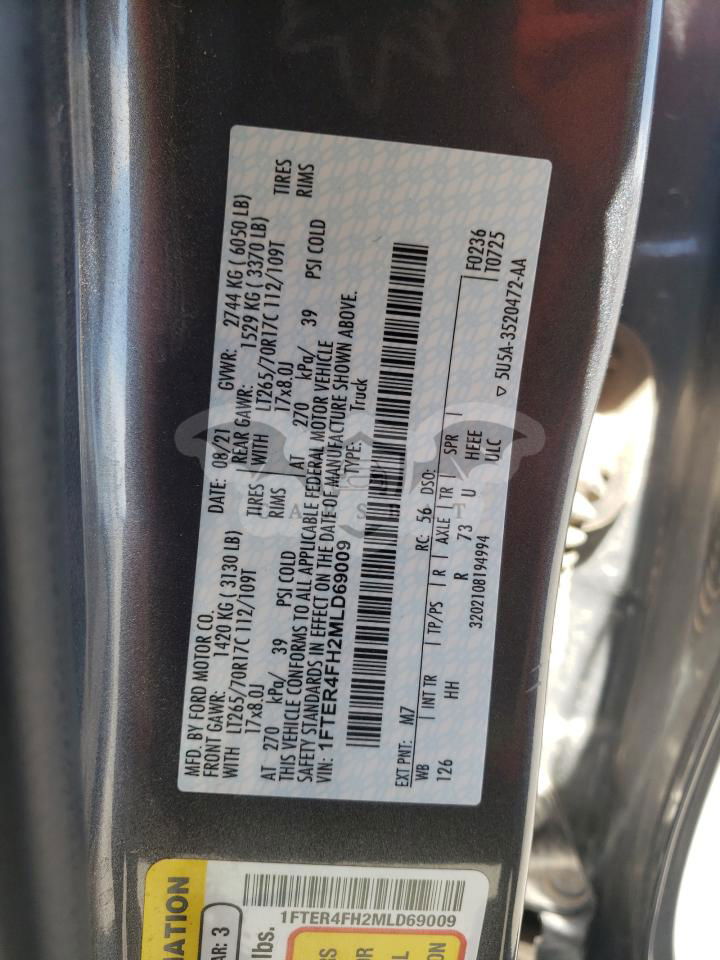 MFD. BY FORD MOTOR CO.
DATE: 08/21 GVWR: 2744 KG ( 6050 LB)
FRONT GAWR: 1420 KG ( 3130 LB) REAR GAWR: 1529 KG ( 3370 LB)
WITH LT265/70R17C 112/109T TIRES WITH LT265/70R17C 112/109T TIRES
17x8.0J RIMS 17x8.0J RIMS
AT 270 kPa/ 39 PSI COLD AT 270 kPa/ 39 PSI COLD
THIS VEHICLE CONFORMS TO ALL APPLICABLE FEDERAL MOTOR VEHICLE
SAFETY STANDARDS IN EFFECT ON THE DATE OF MANUFACTURE SHOWN ABOVE.
VIN: 1FTER4FH2MLD69009 TYPE: Truck
EXT PNT: M7 RC: 56 DSO: F0236
WB INT TR TP/PS R AXLE TR SPR T0725
126 HH R 73 U HEEE
3202108194994 ULC
▽ 5U5A-3520472-AA
1FTER4FH2MLD69009
AR: 3
lbs.